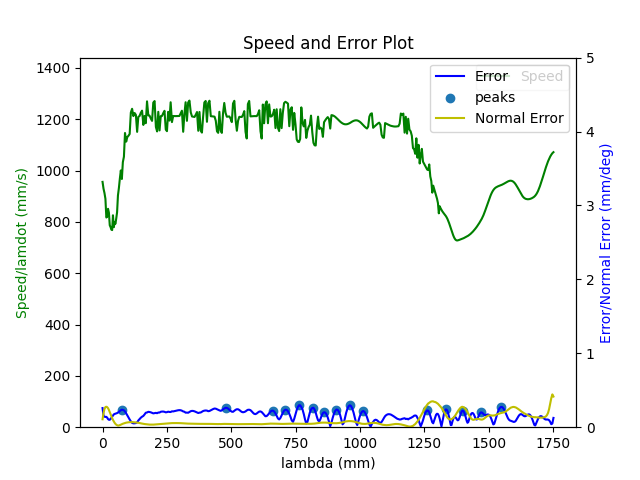 Speed and Error Plot
1400
1200
1000
800
600
400
200
0
Speed/lamdot (mm/s)
5
4
3
2
1
0
Error/Normal Error (mm/deg)
Error
Speed
peaks
Normal Error
0
250
500
750
1000
1250
1500
1750
lambda (mm)